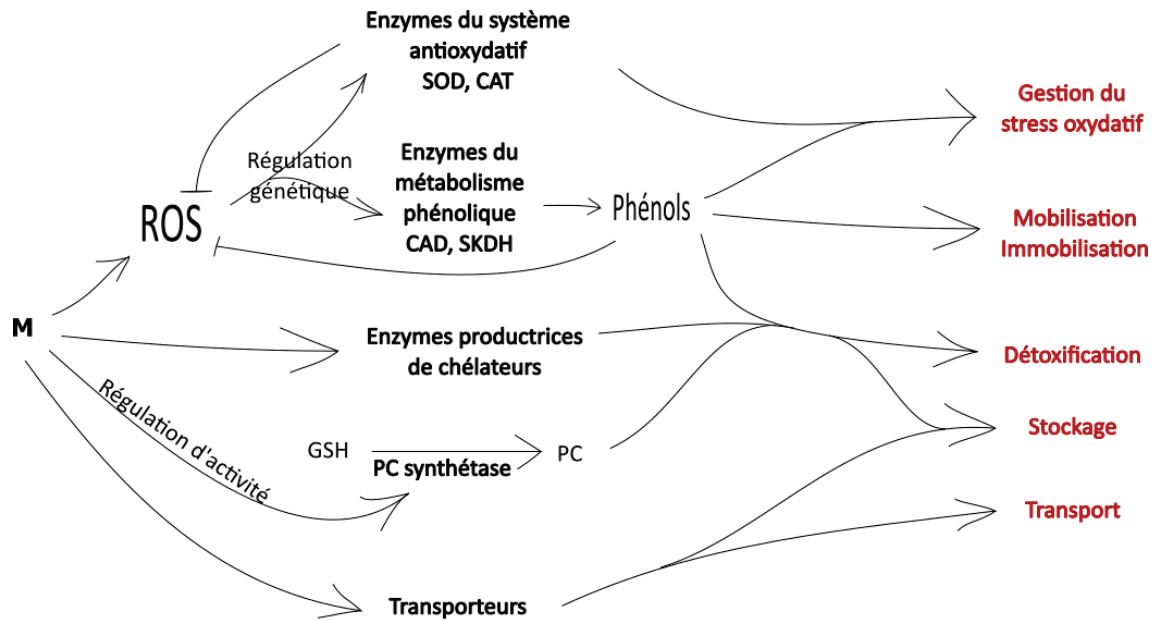 Enzymes du système
antioxydatif
SOD, CAT
Gestion du
stress oxydatif
Régulation
génétique
Enzymes du
métabolisme
phénolique
CAD, SKDH
Phénols
ROS
Mobilisation
Immobilisation
M
Enzymes productrices
de chélateurs
Détoxification
Régulation d'activité
GSH
PC synthétase
PC
Stockage
Transport
Transporteurs